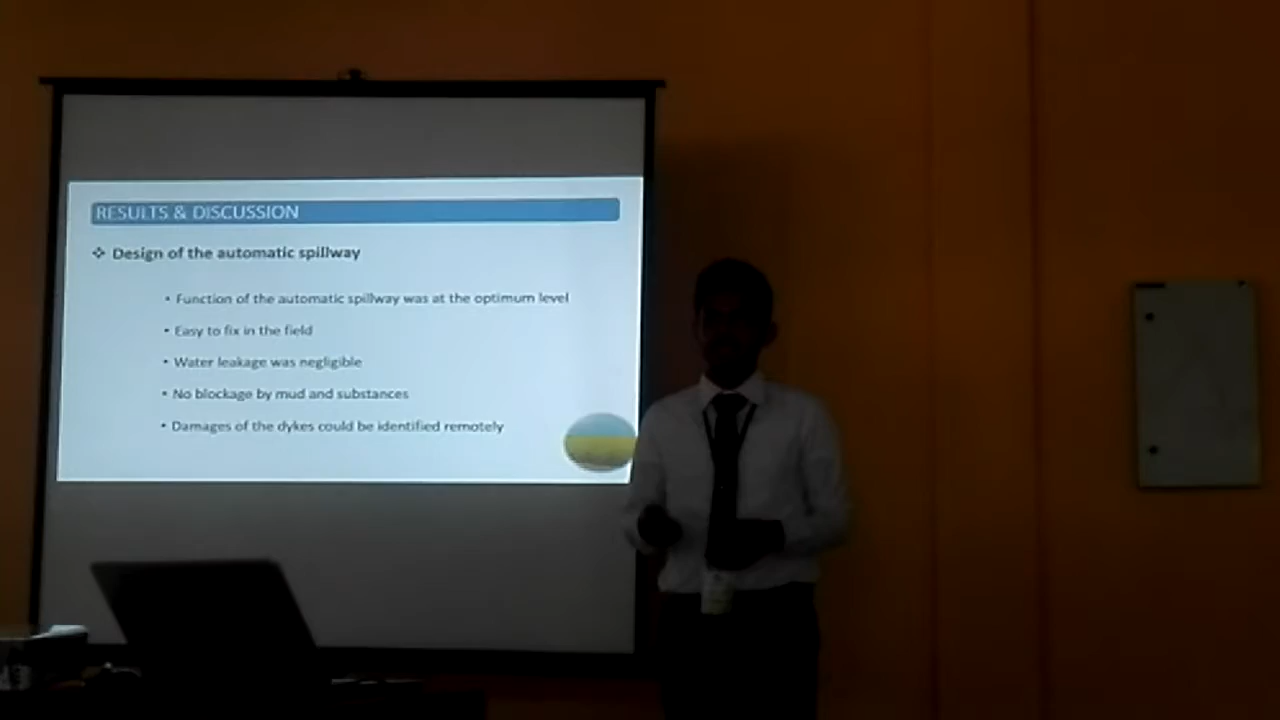 RESULTS & DISCUSSION
❖ Design of the automatic spillway
• Function of the automatic spillway was at the optimum level
• Easy to fix in the field
• Water leakage was negligible
• No blockage by mud and substances
• Damages of the dykes could be identified remotely